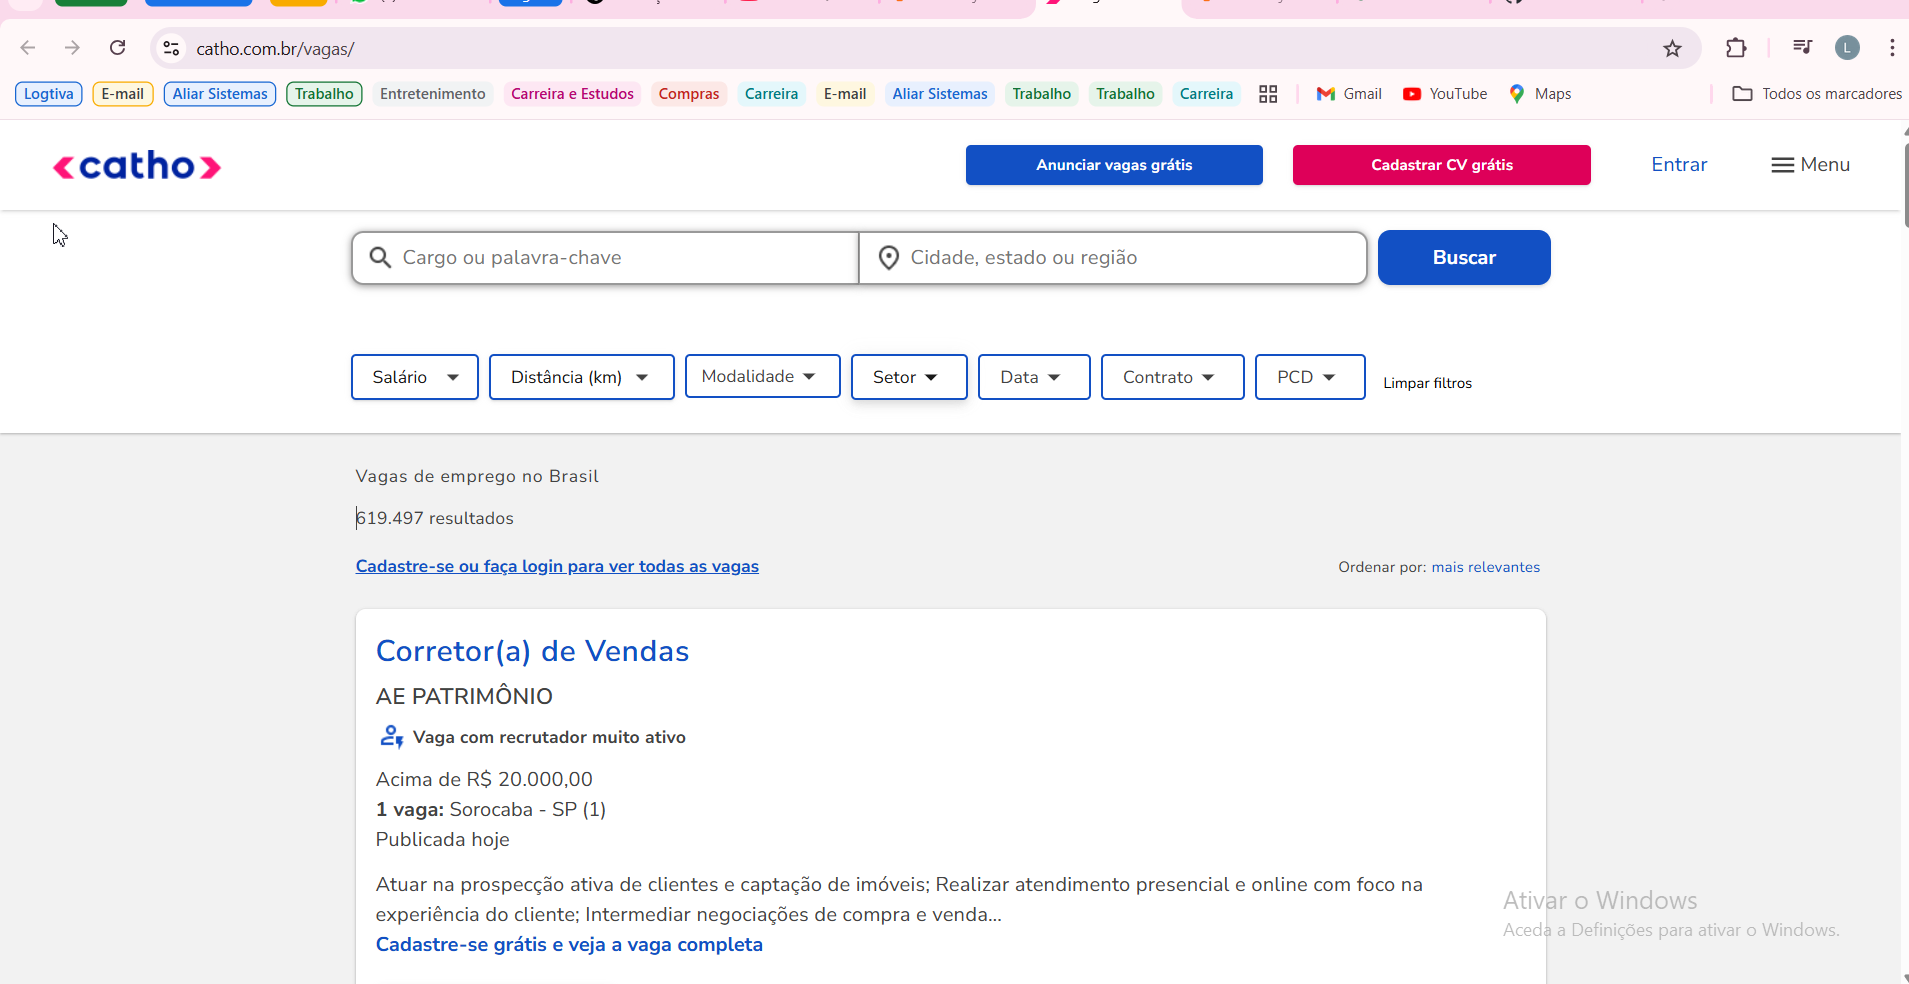 catho.com.br/vagas/
L
Logtiva E-mail Aliar Sistemas Trabalho Entretenimento Carreira e Estudos Compras Carreira E-mail Aliar Sistemas Trabalho Trabalho Carreira Gmail YouTube Maps Todos os marcadores
catho Anunciar vagas grátis Cadastrar CV grátis Entrar Menu
Cargo ou palavra-chave Cidade, estado ou região Buscar
Salário Distância (km) Modalidade Setor Data Contrato PCD Limpar filtros
Vagas de emprego no Brasil
619.497 resultados
Cadastre-se ou faça login para ver todas as vagas Ordenar por: mais relevantes
Corretor(a) de Vendas
AE PATRIMÔNIO
Vaga com recrutador muito ativo
Acima de R$ 20.000,00
1 vaga: Sorocaba - SP (1)
Publicada hoje
Atuar na prospecção ativa de clientes e captação de imóveis; Realizar atendimento presencial e online com foco na
experiência do cliente; Intermediar negociações de compra e venda...
Cadastre-se grátis e veja a vaga completa
Ativar o Windows
Aceda a Definições para ativar o Windows.